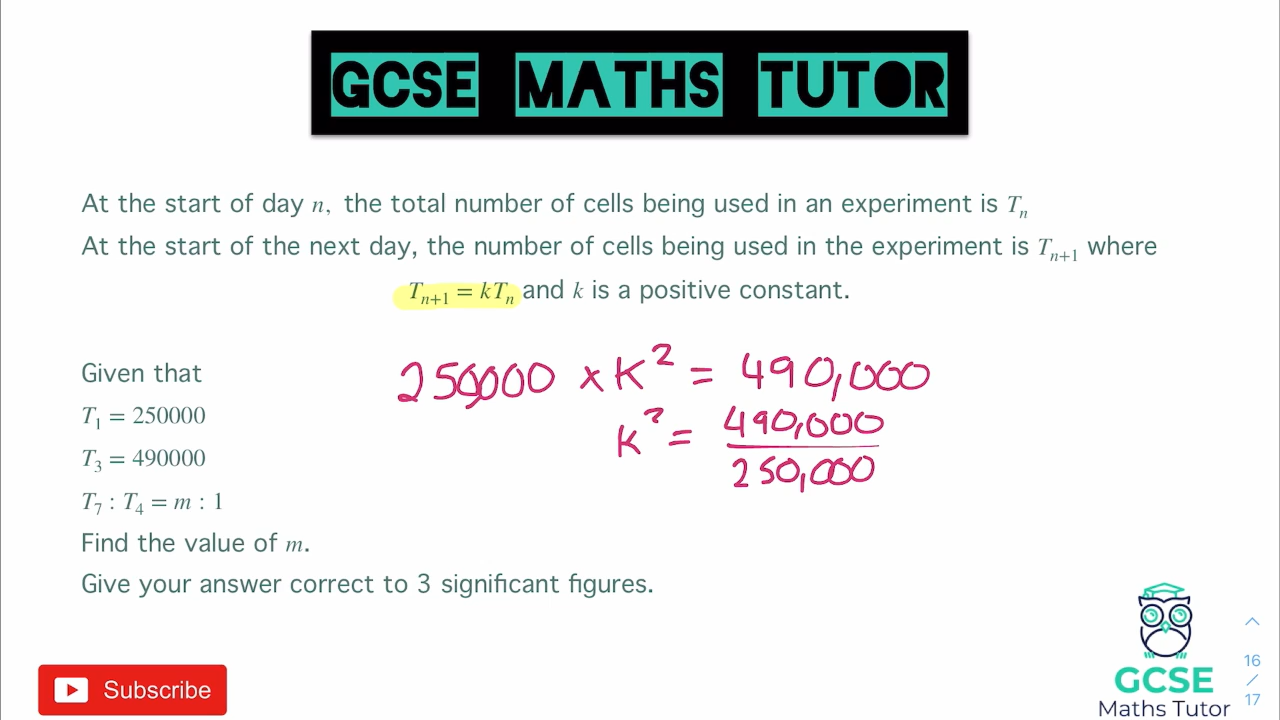 GCSE MATHS TUTOR
At the start of day n, the total number of cells being used in an experiment is Tₙ
At the start of the next day, the number of cells being used in the experiment is Tₙ₊₁ where
Tₙ₊₁ = kTₙ and k is a positive constant.
250,000 × K² = 490,000
K² = 490,000
250,000
Given that
T₁ = 250000
T₃ = 490000
T₇ : T₄ = m : 1
Find the value of m.
Give your answer correct to 3 significant figures.
Subscribe
GCSE
Maths Tutor
16
/
17